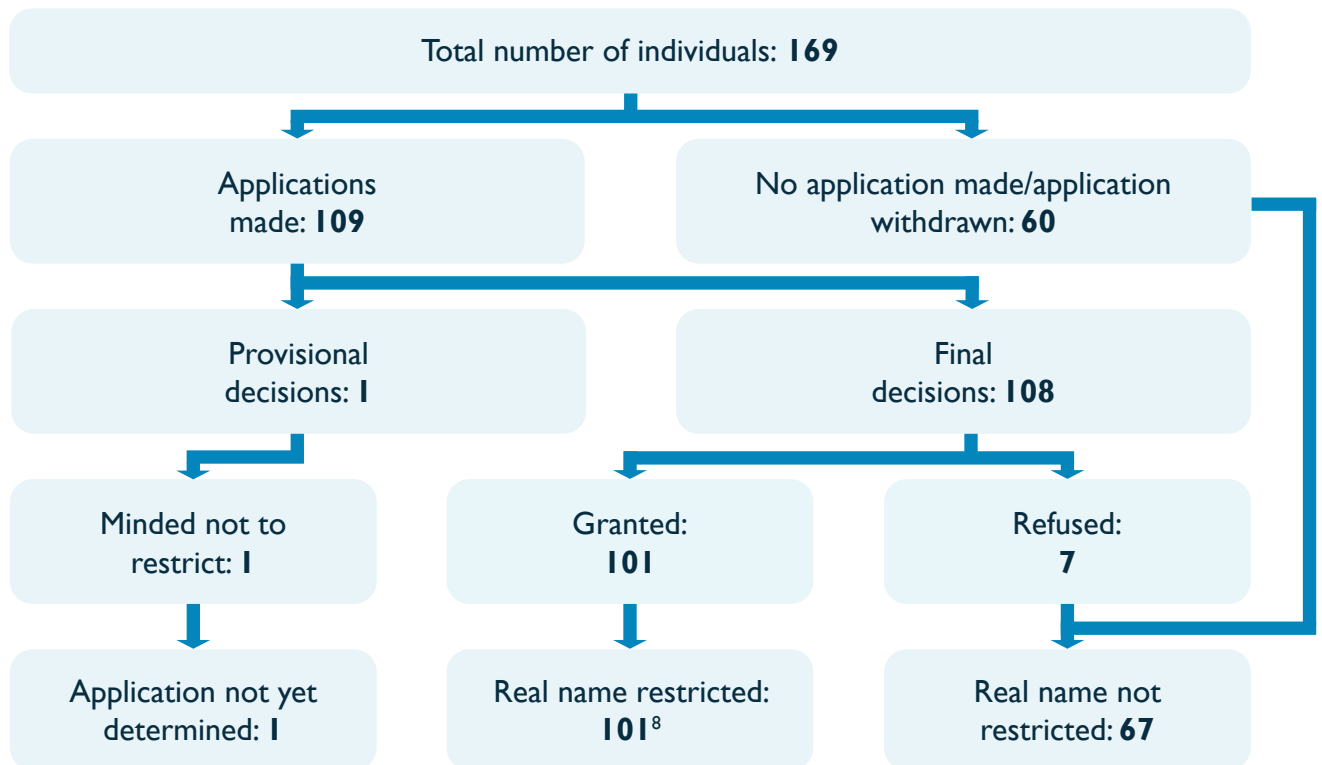 Total number of individuals: 169
Applications
made: 109
No application made/application
withdrawn: 60
Provisional
decisions: 1
Final
decisions: 108
Minded not to
restrict: 1
Granted:
101
Refused:
7
Application not yet
determined: 1
Real name restricted:
101⁸
Real name not
restricted: 67